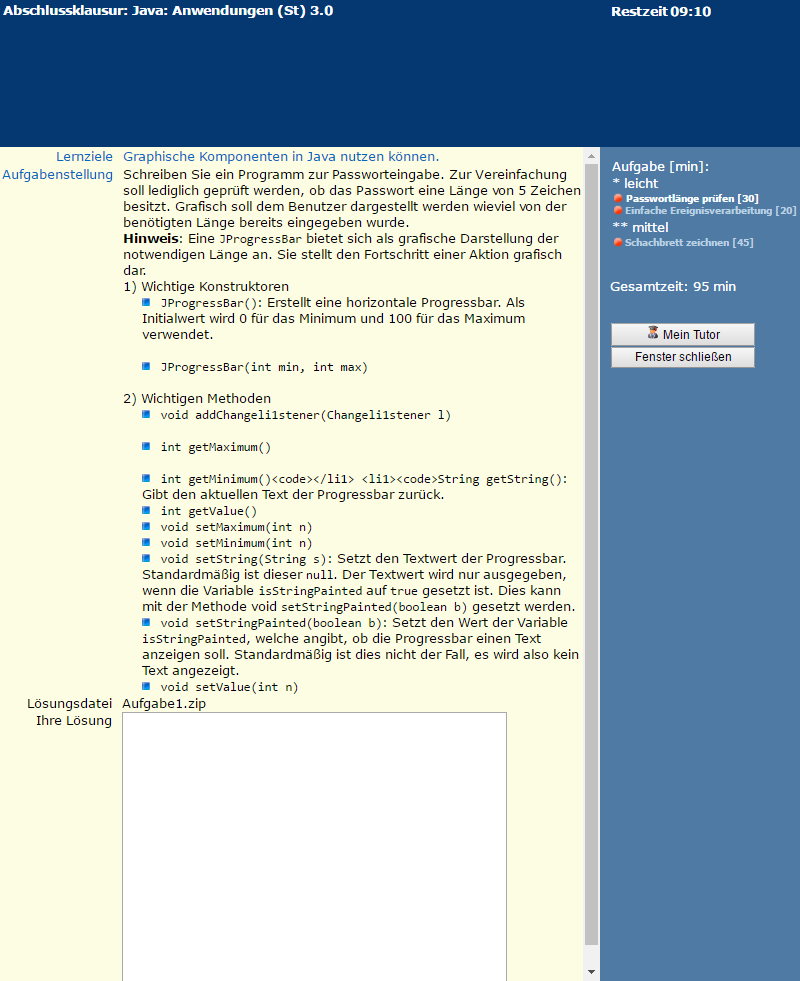 Abschlussklausur: Java: Anwendungen (St) 3.0
Restzeit 09:10
Lernziele Graphische Komponenten in Java nutzen können.
Aufgabenstellung Schreiben Sie ein Programm zur Passworteingabe. Zur Vereinfachung
soll lediglich geprüft werden, ob das Passwort eine Länge von 5 Zeichen
besitzt. Grafisch soll dem Benutzer dargestellt werden wieviel von der
benötigten Länge bereits eingegeben wurde.
Hinweis: Eine JProgressBar bietet sich als grafische Darstellung der
notwendigen Länge an. Sie stellt den Fortschritt einer Aktion grafisch
dar.
1) Wichtige Konstruktoren
JProgressBar(): Erstellt eine horizontale Progressbar. Als
Initialwert wird 0 für das Minimum und 100 für das Maximum
verwendet.
JProgressBar(int min, int max)
2) Wichtigen Methoden
void addChangeli1stener(Changeli1stener l)
int getMaximum()
int getMinimum()<code></li1> <li1><code>String getString():
Gibt den aktuellen Text der Progressbar zurück.
int getValue()
void setMaximum(int n)
void setMinimum(int n)
void setString(String s): Setzt den Textwert der Progressbar.
Standardmäßig ist dieser null. Der Textwert wird nur ausgegeben,
wenn die Variable isStringPainted auf true gesetzt ist. Dies kann
mit der Methode void setStringPainted(boolean b) gesetzt werden.
void setStringPainted(boolean b): Setzt den Wert der Variable
isStringPainted, welche angibt, ob die Progressbar einen Text
anzeigen soll. Standardmäßig ist dies nicht der Fall, es wird also kein
Text angezeigt.
void setValue(int n)
Lösungsdatei Aufgabe1.zip
Ihre Lösung
Aufgabe [min]:
* leicht
Passwortlänge prüfen [30]
Einfache Ereignisverarbeitung [20]
** mittel
Schachbrett zeichnen [45]
Gesamtzeit: 95 min
Mein Tutor
Fenster schließen